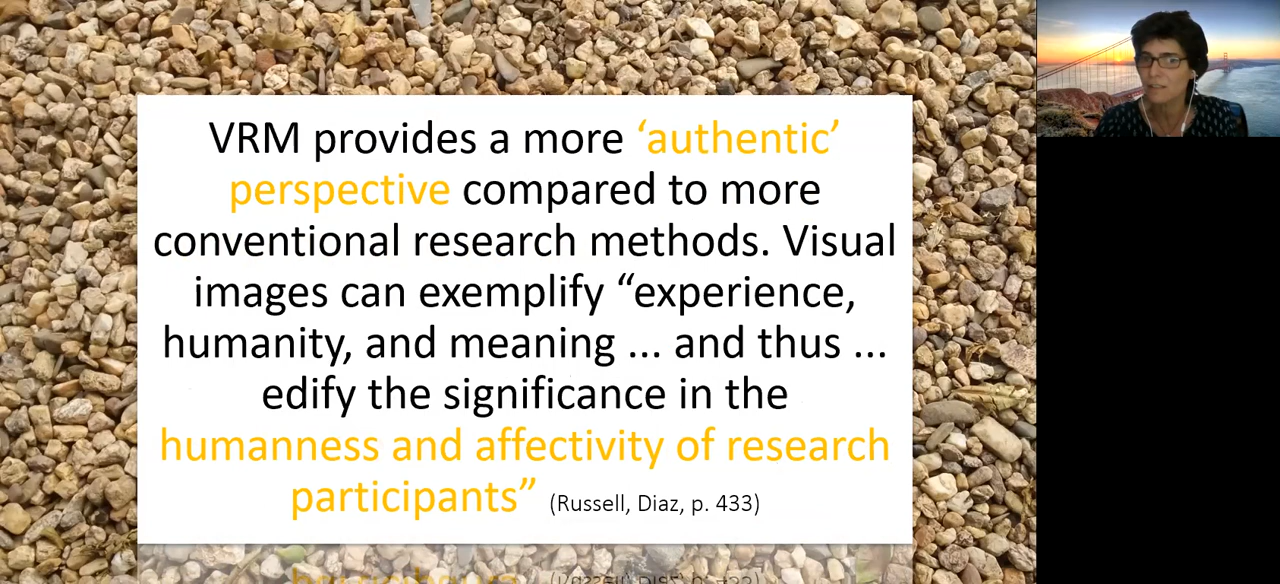 VRM provides a more ‘authentic’
perspective compared to more
conventional research methods. Visual
images can exemplify “experience,
humanity, and meaning ... and thus ...
edify the significance in the
humanness and affectivity of research
participants” (Russell, Diaz, p. 433)